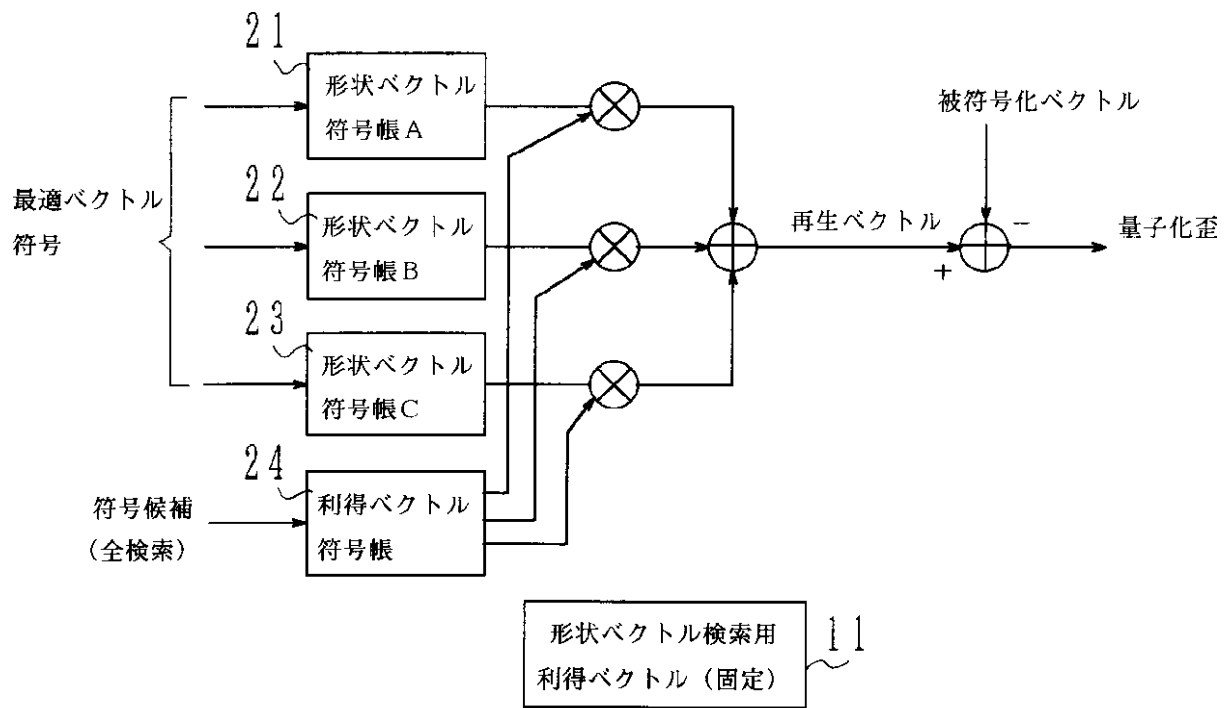 21
形状ベクトル
符号帳A
被符号化ベクトル
最適ベクトル
符号
22
形状ベクトル
符号帳B
再生ベクトル
+
−
量子化歪
23
形状ベクトル
符号帳C
24
利得ベクトル
符号帳
符号候補
（全検索）
形状ベクトル検索用
利得ベクトル（固定）
11